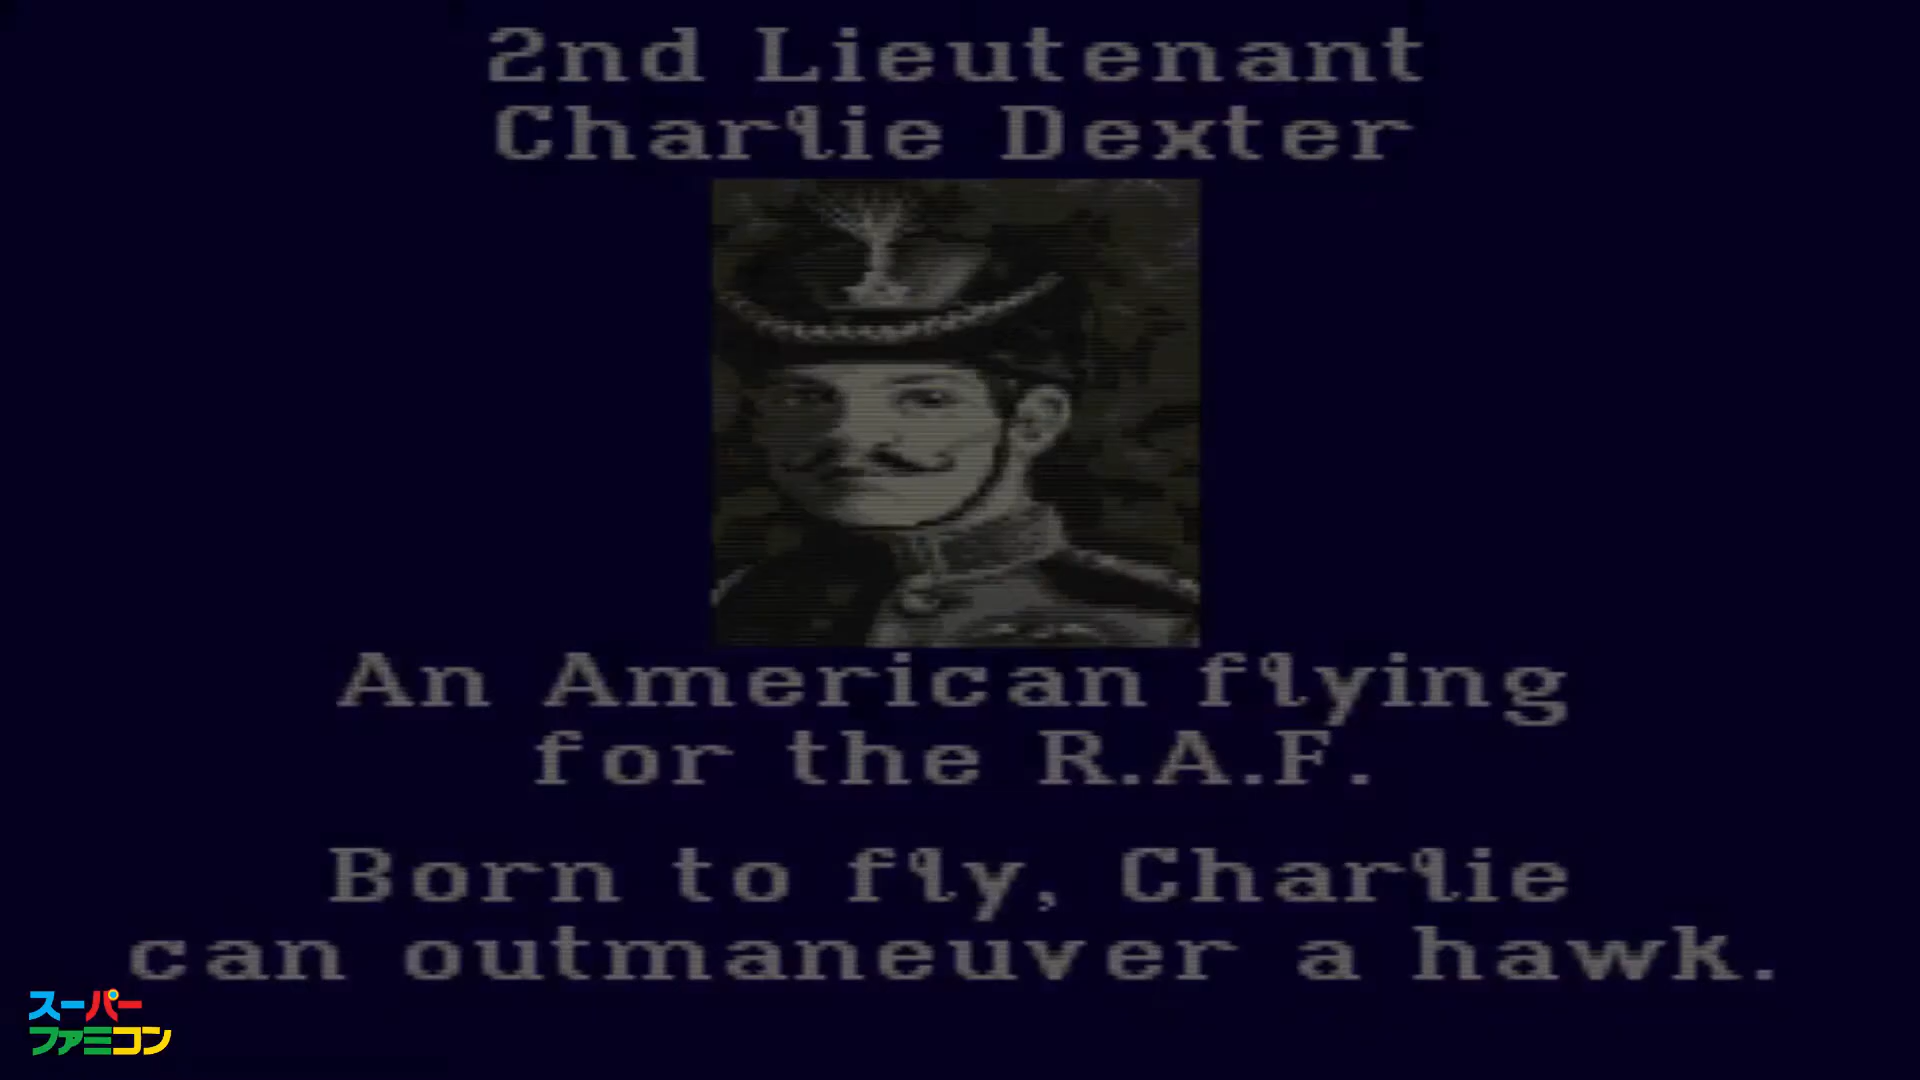 2nd Lieutenant
Charlie Dexter
An American flying
for the R.A.F.
Born to fly, Charlie
can outmaneuver a hawk.
スーパー
ファミコン